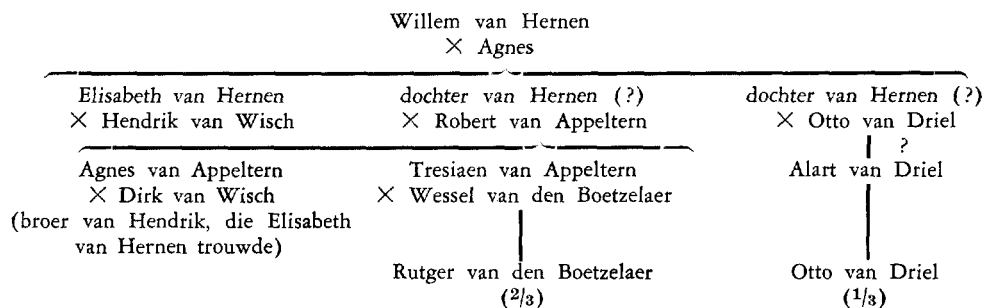 Willem van Hernen
× Agnes
Elisabeth van Hernen
× Hendrik van Wisch
dochter van Hernen (?)
× Robert van Appeltern
dochter van Hernen (?)
× Otto van Driel
?
Agnes van Appeltern
× Dirk van Wisch
(broer van Hendrik, die Elisabeth
van Hernen trouwde)
Tresiaen van Appeltern
× Wessel van den Boetzelaer
Alart van Driel
Rutger van den Boetzelaer
(2/3)
Otto van Driel
(1/3)